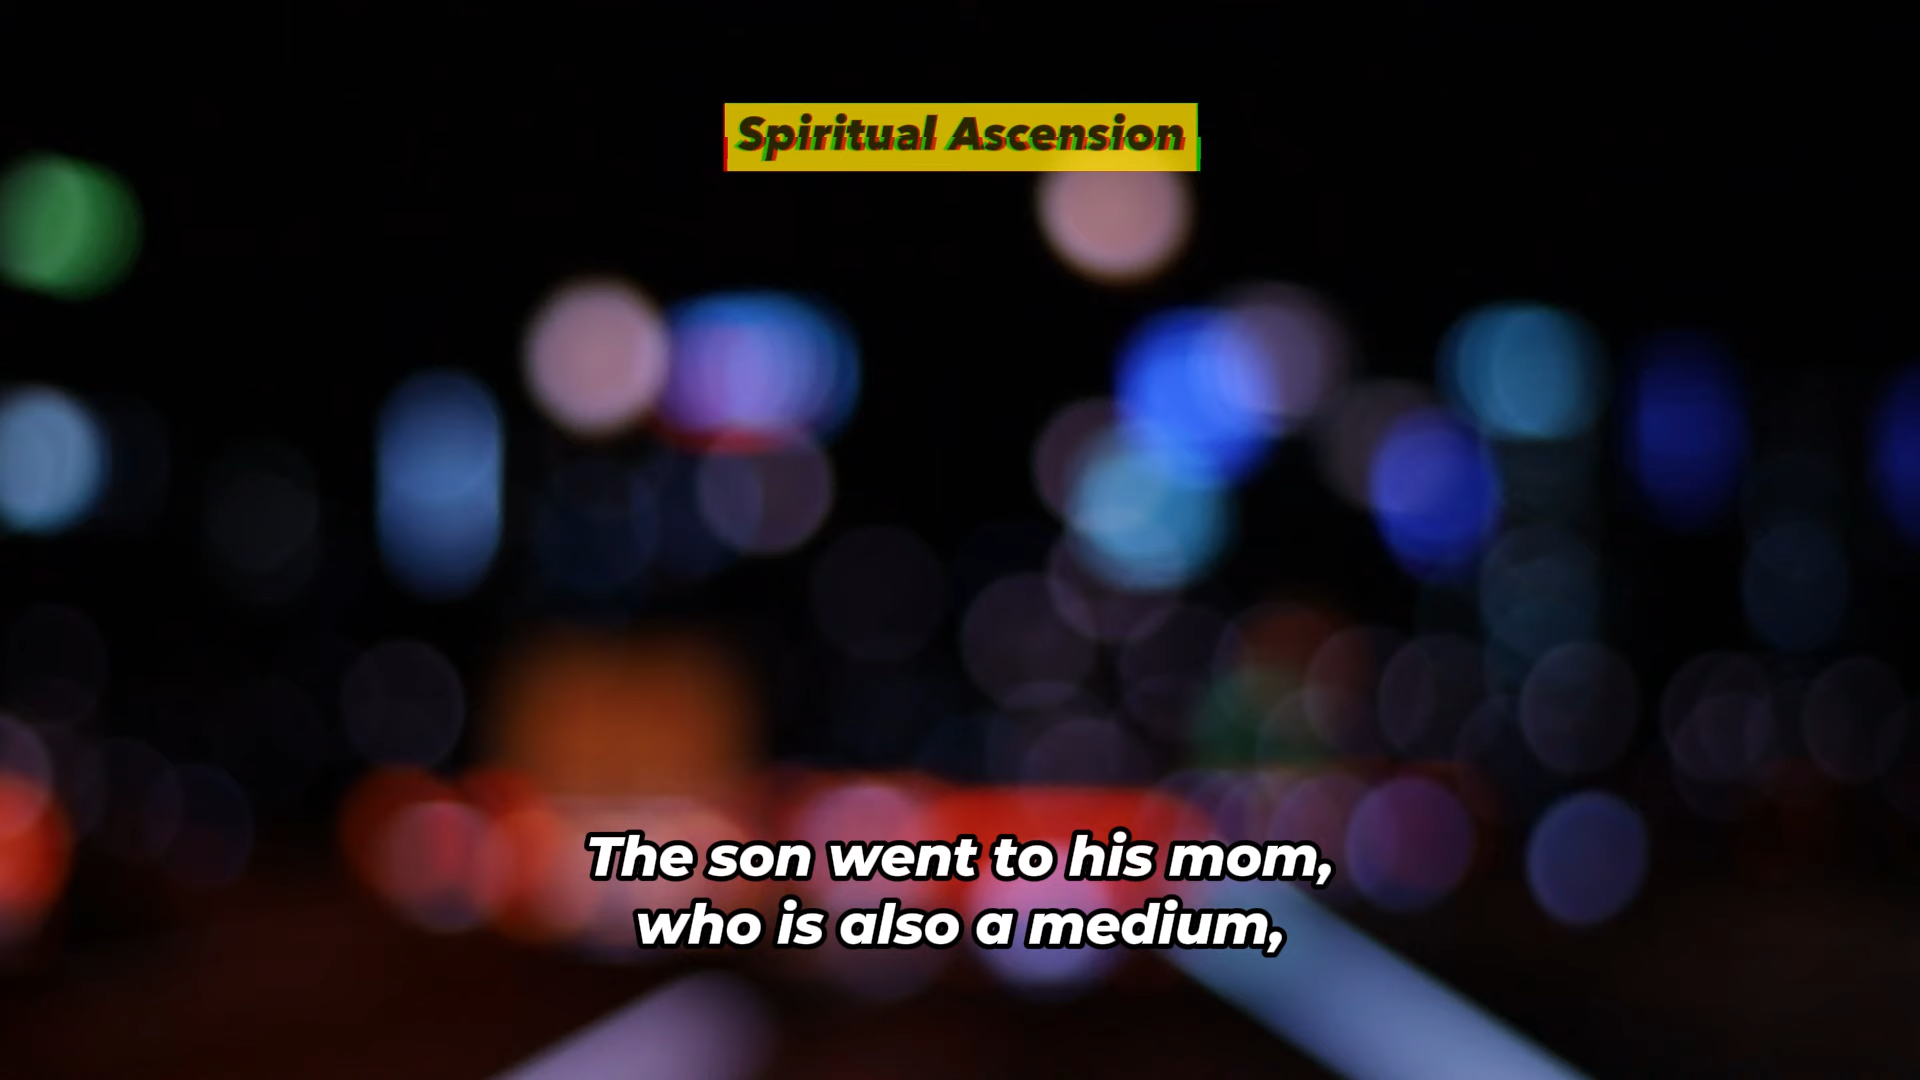 Spiritual Ascension
The son went to his mom,
who is also a medium,